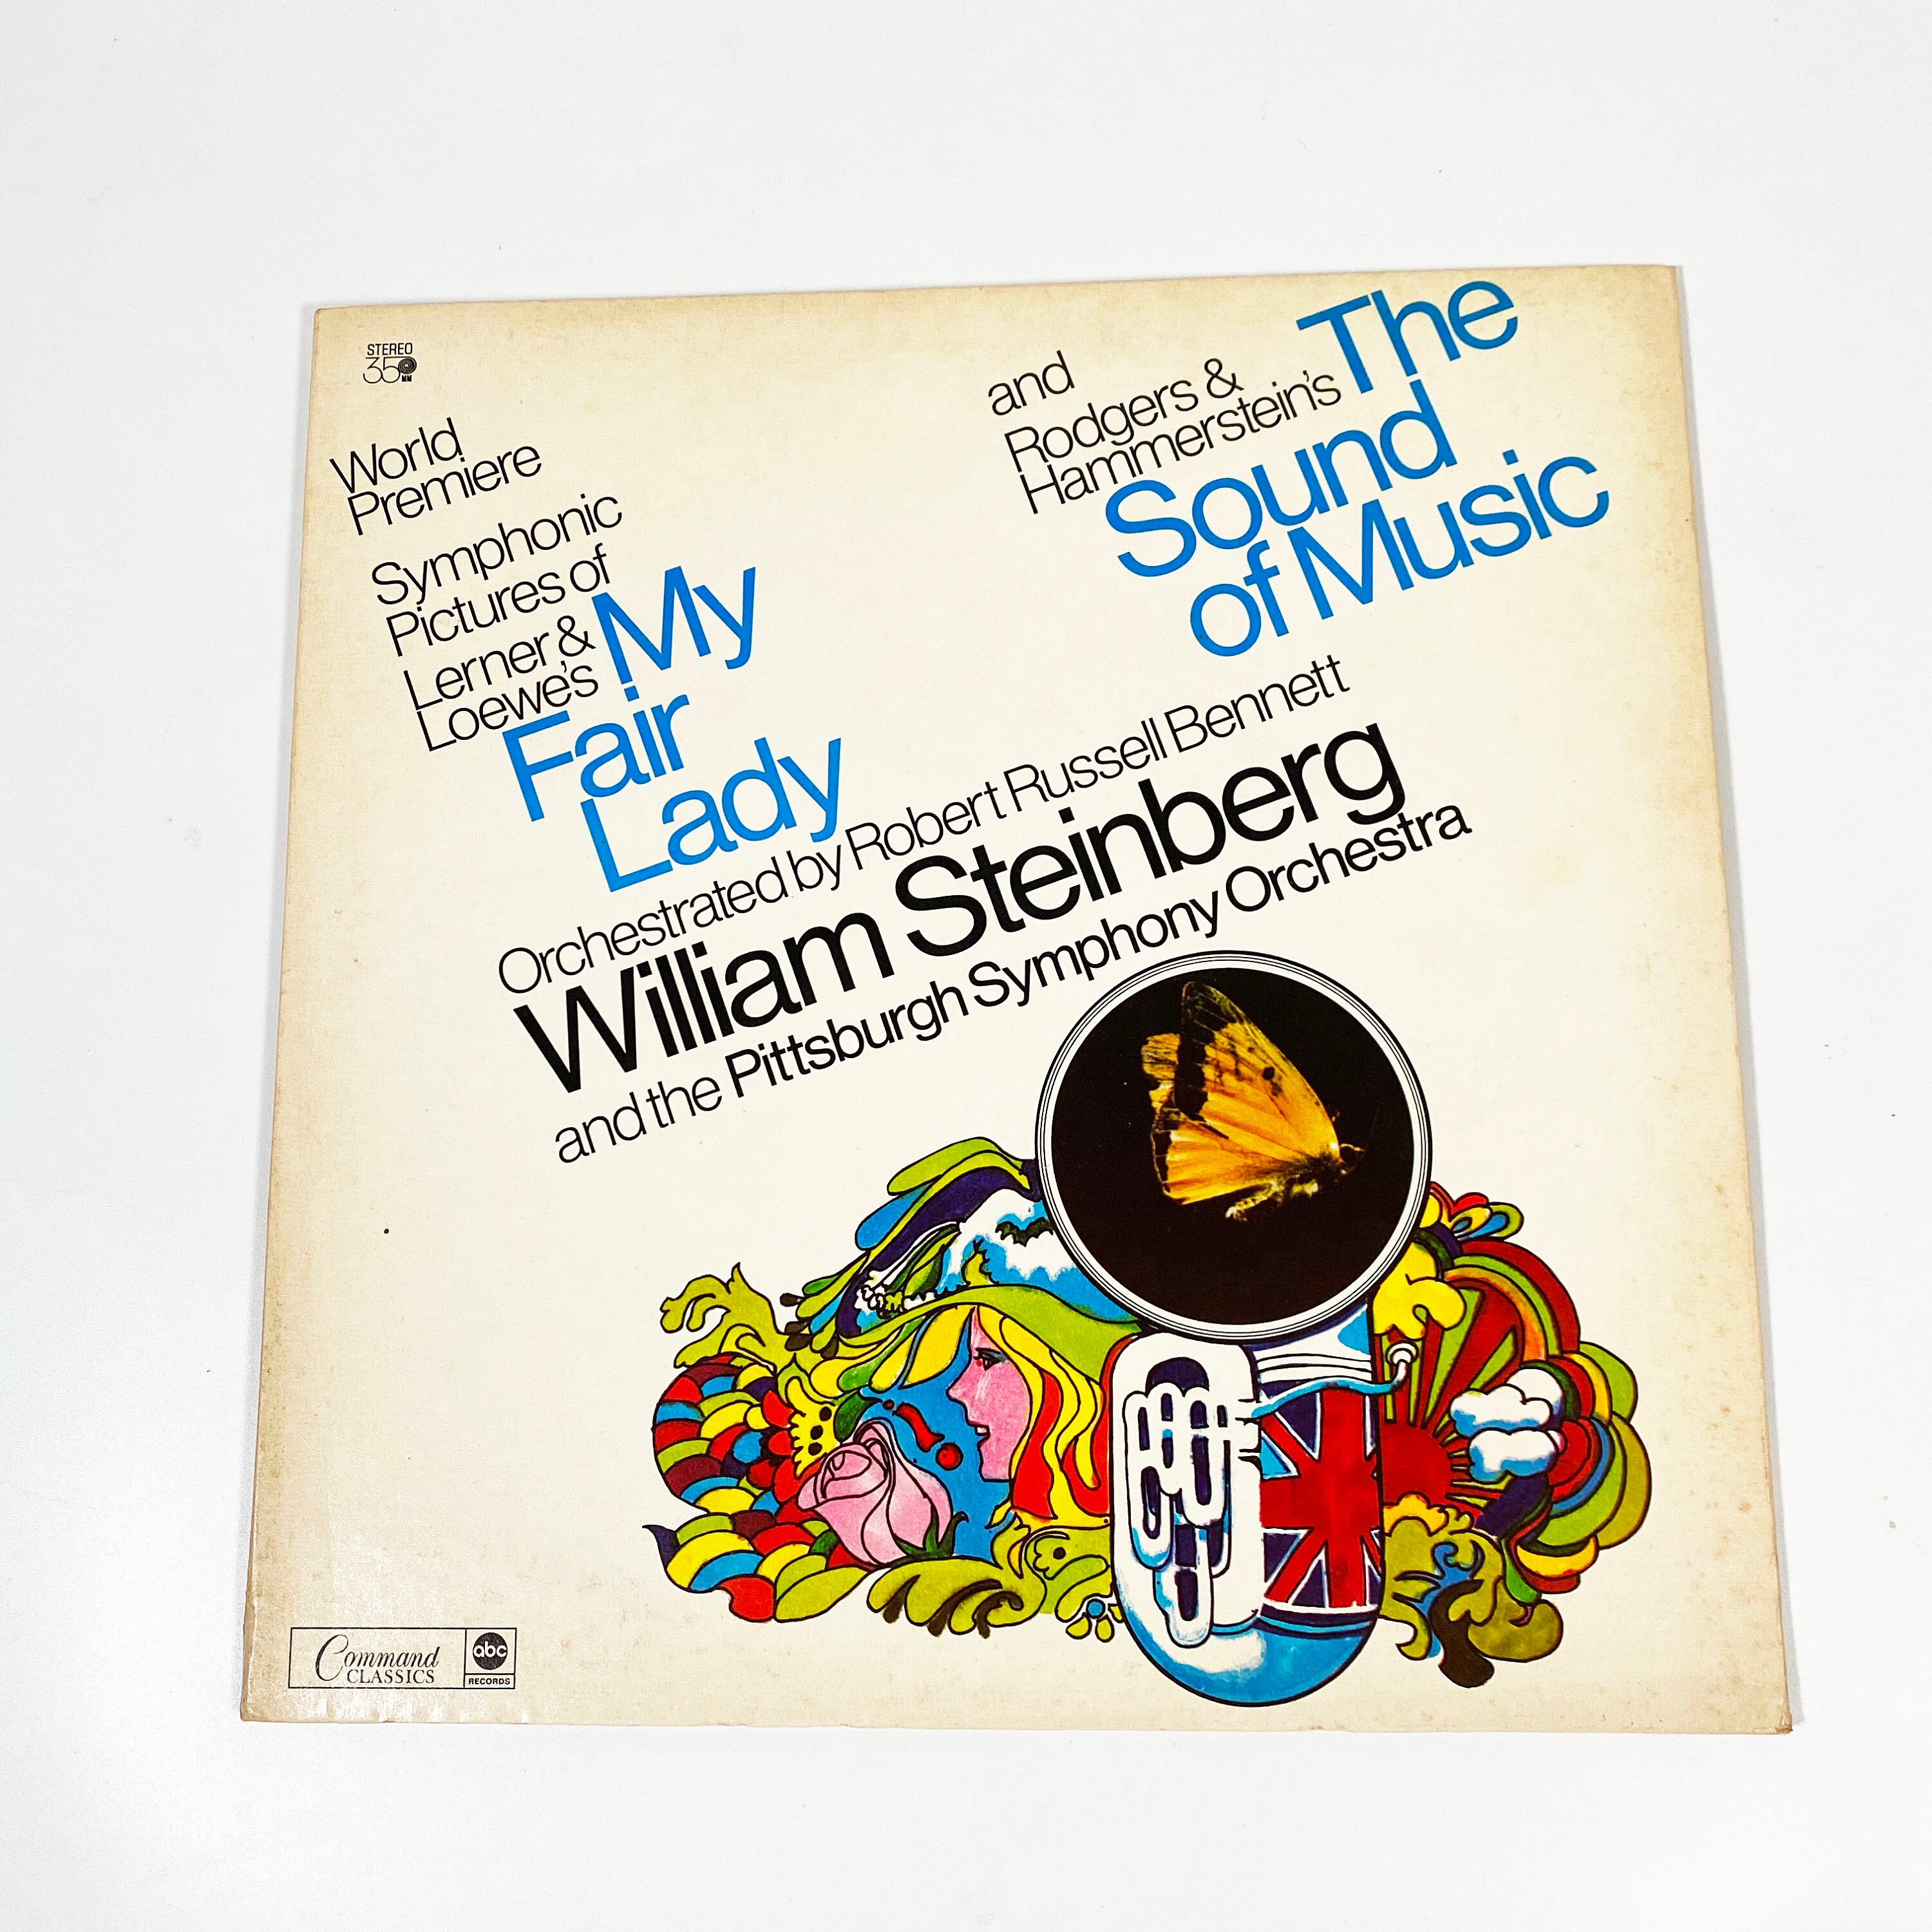 STEREO
35 MM
World
Premiere
Symphonic
Pictures of
Lerner &
Loewe's
My
Fair
Lady
and
Rodgers &
Hammerstein's
The
Sound
of Music
Orchestrated by Robert Russell Bennett
William Steinberg
and the Pittsburgh Symphony Orchestra
Command
CLASSICS
abc
RECORDS